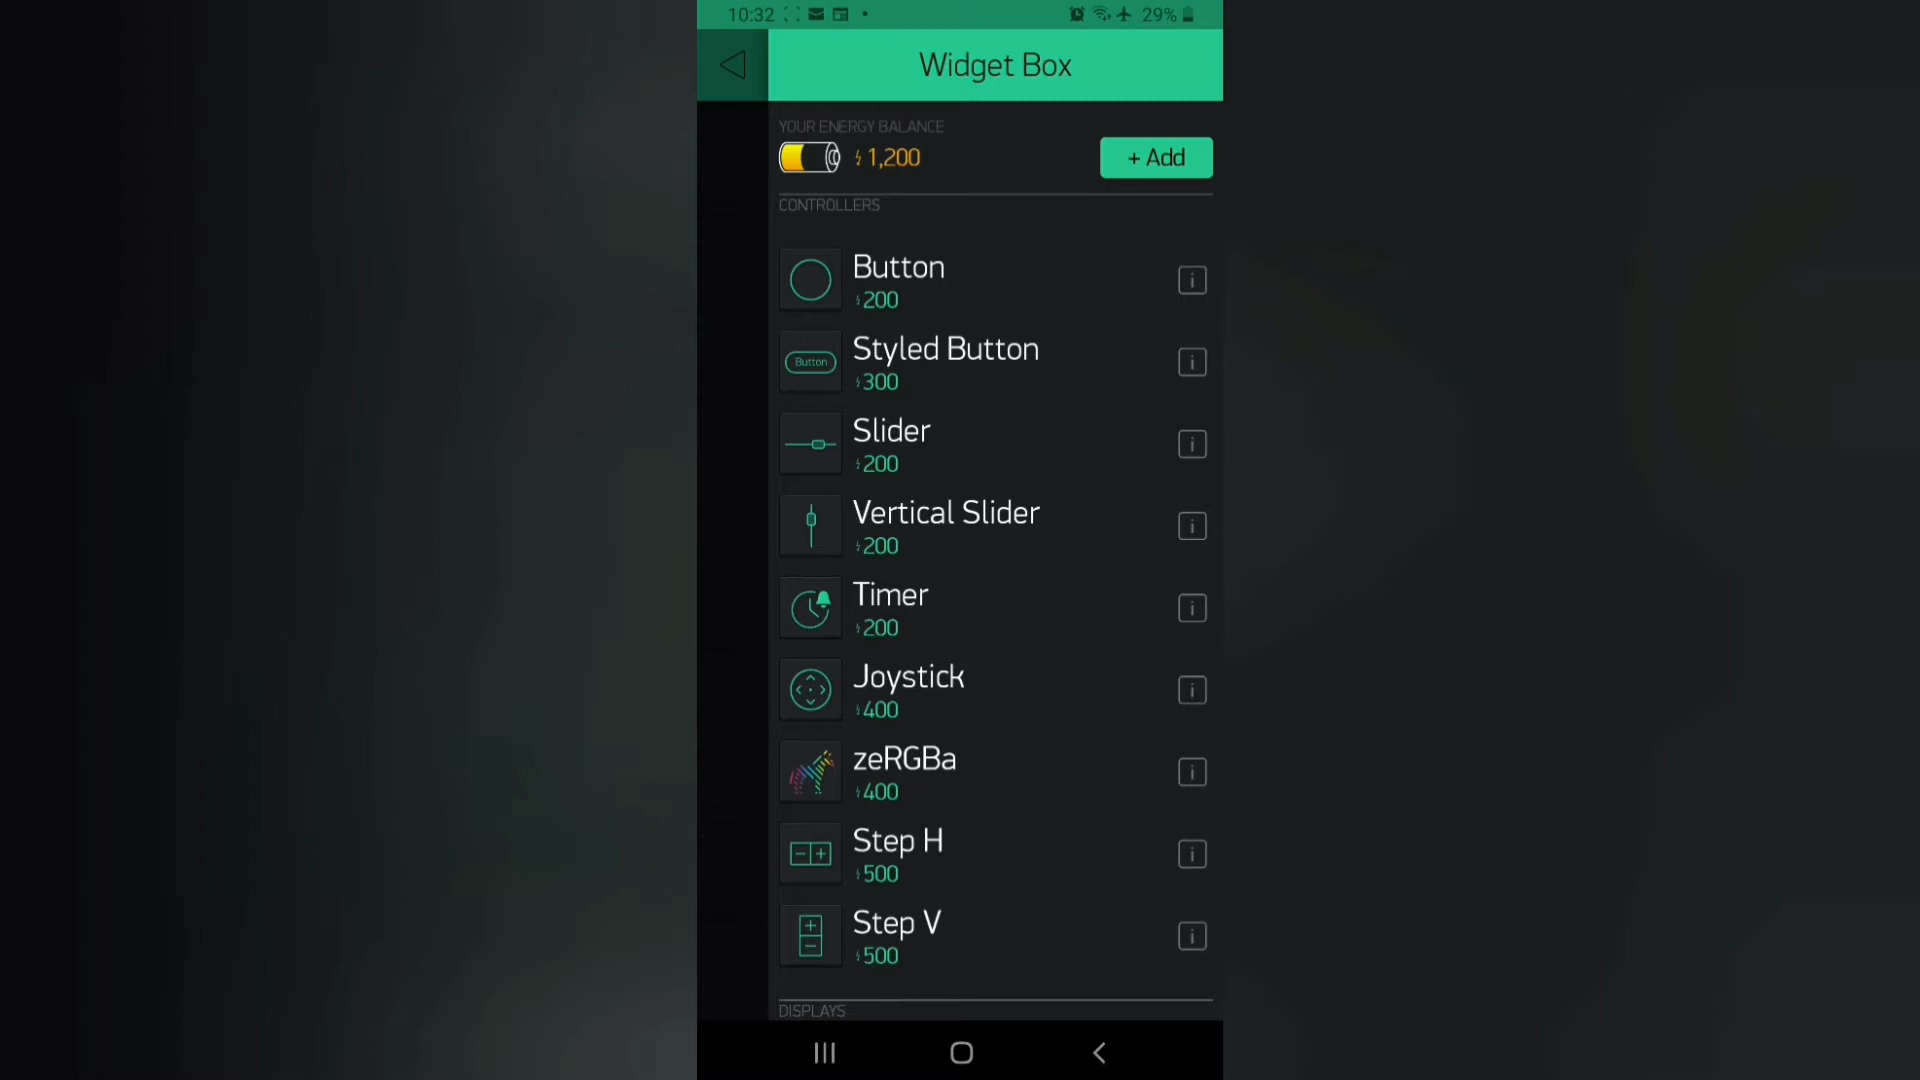 10:32
29%
Widget Box
YOUR ENERGY BALANCE
1,200
+ Add
CONTROLLERS
Button
200
Button
Styled Button
300
Slider
200
Vertical Slider
200
Timer
200
Joystick
400
zeRGBa
400
Step H
500
Step V
500
DISPLAYS